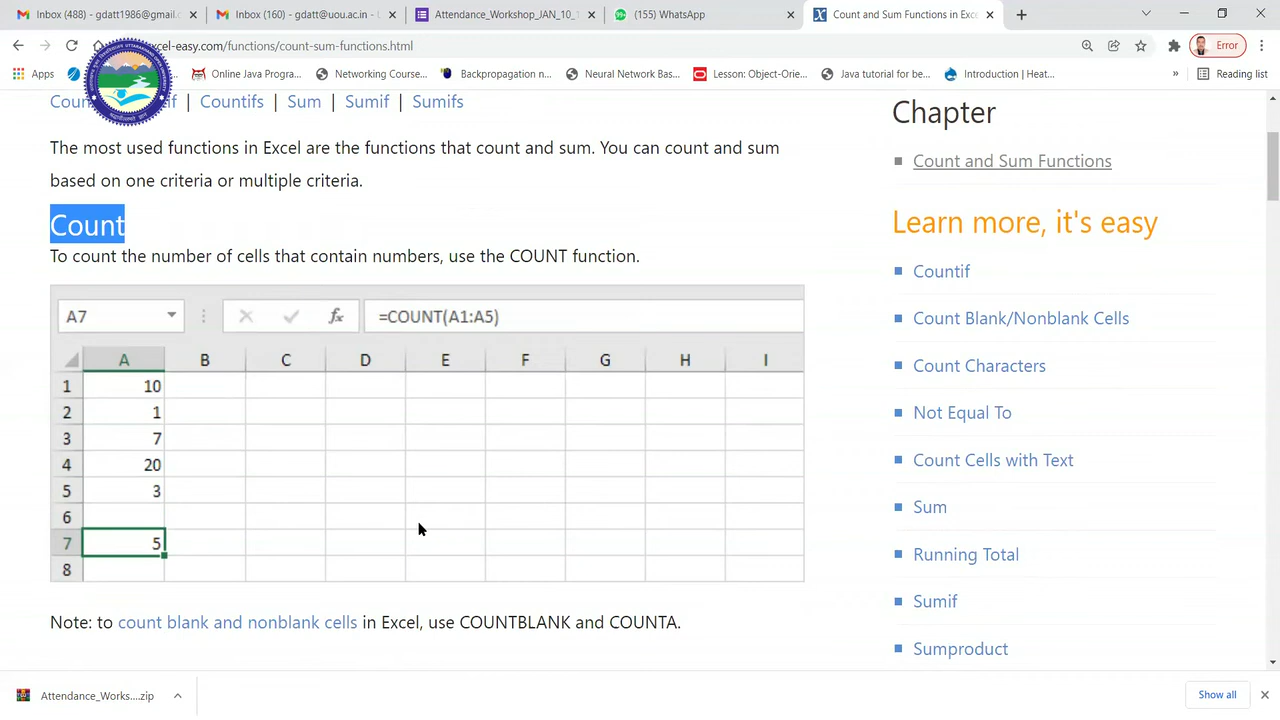 Inbox (488) - gdatt1986@gmail.c
Inbox (160) - gdatt@uou.ac.in - U
Attendance_Workshop_JAN_10_1
(155) WhatsApp
Count and Sum Functions in Exce
cel-easy.com/functions/count-sum-functions.html
Error
Apps
Online Java Progra...
Networking Course...
Backpropagation n...
Neural Network Bas...
Lesson: Object-Orie...
Java tutorial for be...
Introduction | Heat...
»
Reading list
Coun
f | Countifs | Sum | Sumif | Sumifs
The most used functions in Excel are the functions that count and sum. You can count and sum
based on one criteria or multiple criteria.
Count
To count the number of cells that contain numbers, use the COUNT function.
A7 fx =COUNT(A1:A5)
A B C D E F G H I
1 10
2 1
3 7
4 20
5 3
6
7 5
8
Note: to count blank and nonblank cells in Excel, use COUNTBLANK and COUNTA.
Chapter
Count and Sum Functions
Learn more, it's easy
Countif
Count Blank/Nonblank Cells
Count Characters
Not Equal To
Count Cells with Text
Sum
Running Total
Sumif
Sumproduct
Attendance_Works....zip
Show all